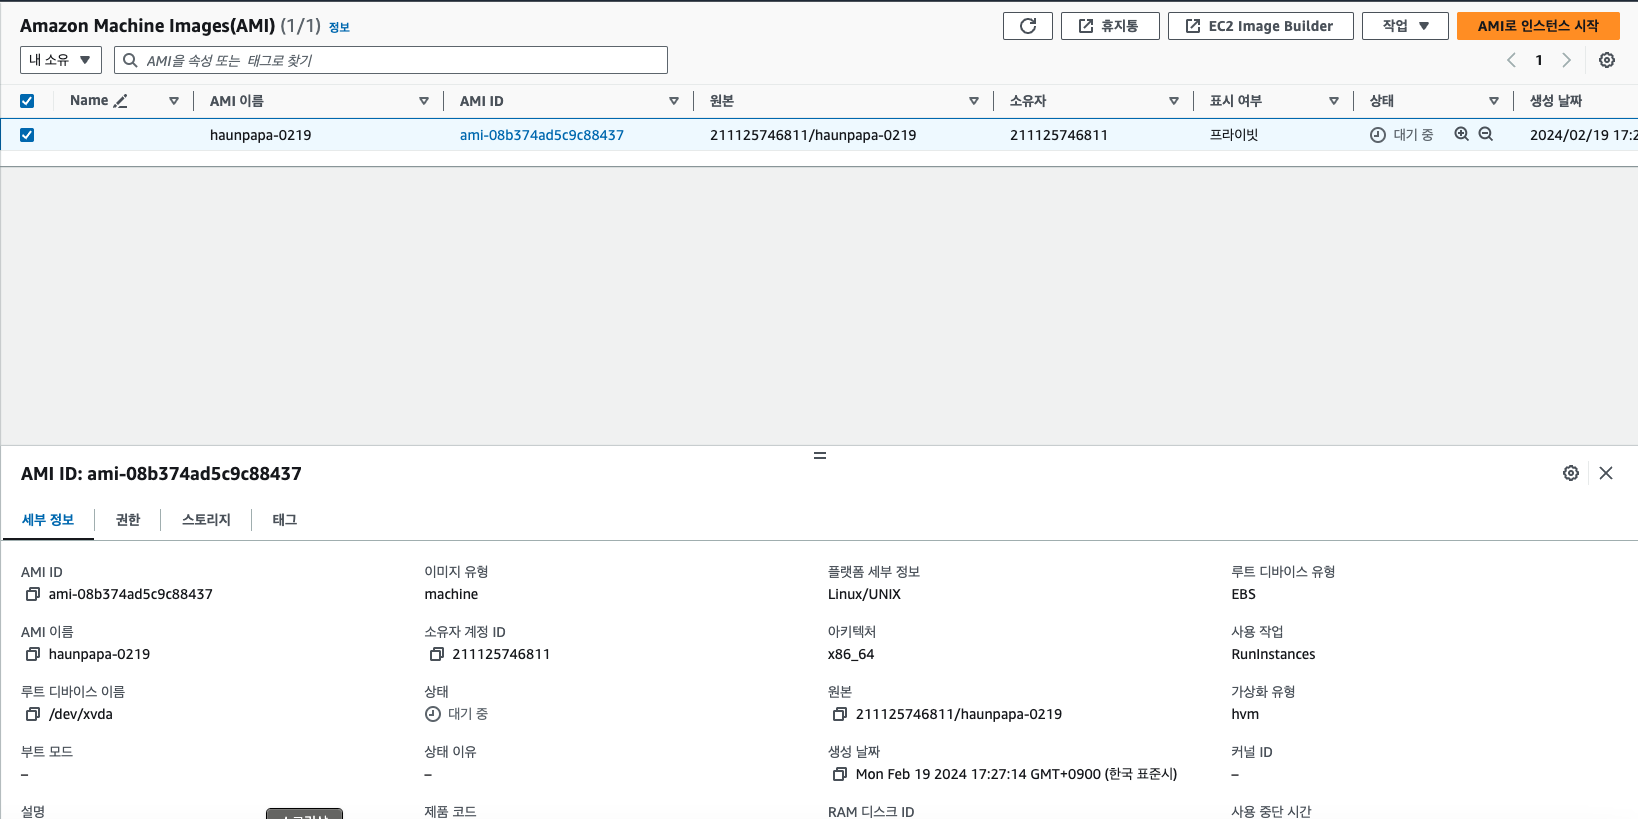 Amazon Machine Images(AMI) (1/1) 정보
휴지통
EC2 Image Builder
작업
AMI로 인스턴스 시작
내 소유
AMI을 속성 또는 태그로 찾기
1
Name AMI 이름 AMI ID 원본 소유자 표시 여부 상태 생성 날짜
haunpapa-0219 ami-08b374ad5c9c88437 211125746811/haunpapa-0219 211125746811 프라이빗 대기 중 2024/02/19 17:2
AMI ID: ami-08b374ad5c9c88437
세부 정보 권한 스토리지 태그
AMI ID 이미지 유형 플랫폼 세부 정보 루트 디바이스 유형
ami-08b374ad5c9c88437 machine Linux/UNIX EBS
AMI 이름 소유자 계정 ID 아키텍처 사용 작업
haunpapa-0219 211125746811 x86_64 RunInstances
루트 디바이스 이름 상태 원본 가상화 유형
/dev/xvda 대기 중 211125746811/haunpapa-0219 hvm
부트 모드 상태 이유 생성 날짜 커널 ID
– – Mon Feb 19 2024 17:27:14 GMT+0900 (한국 표준시) –
설명 제품 코드 RAM 디스크 ID 사용 중단 시간